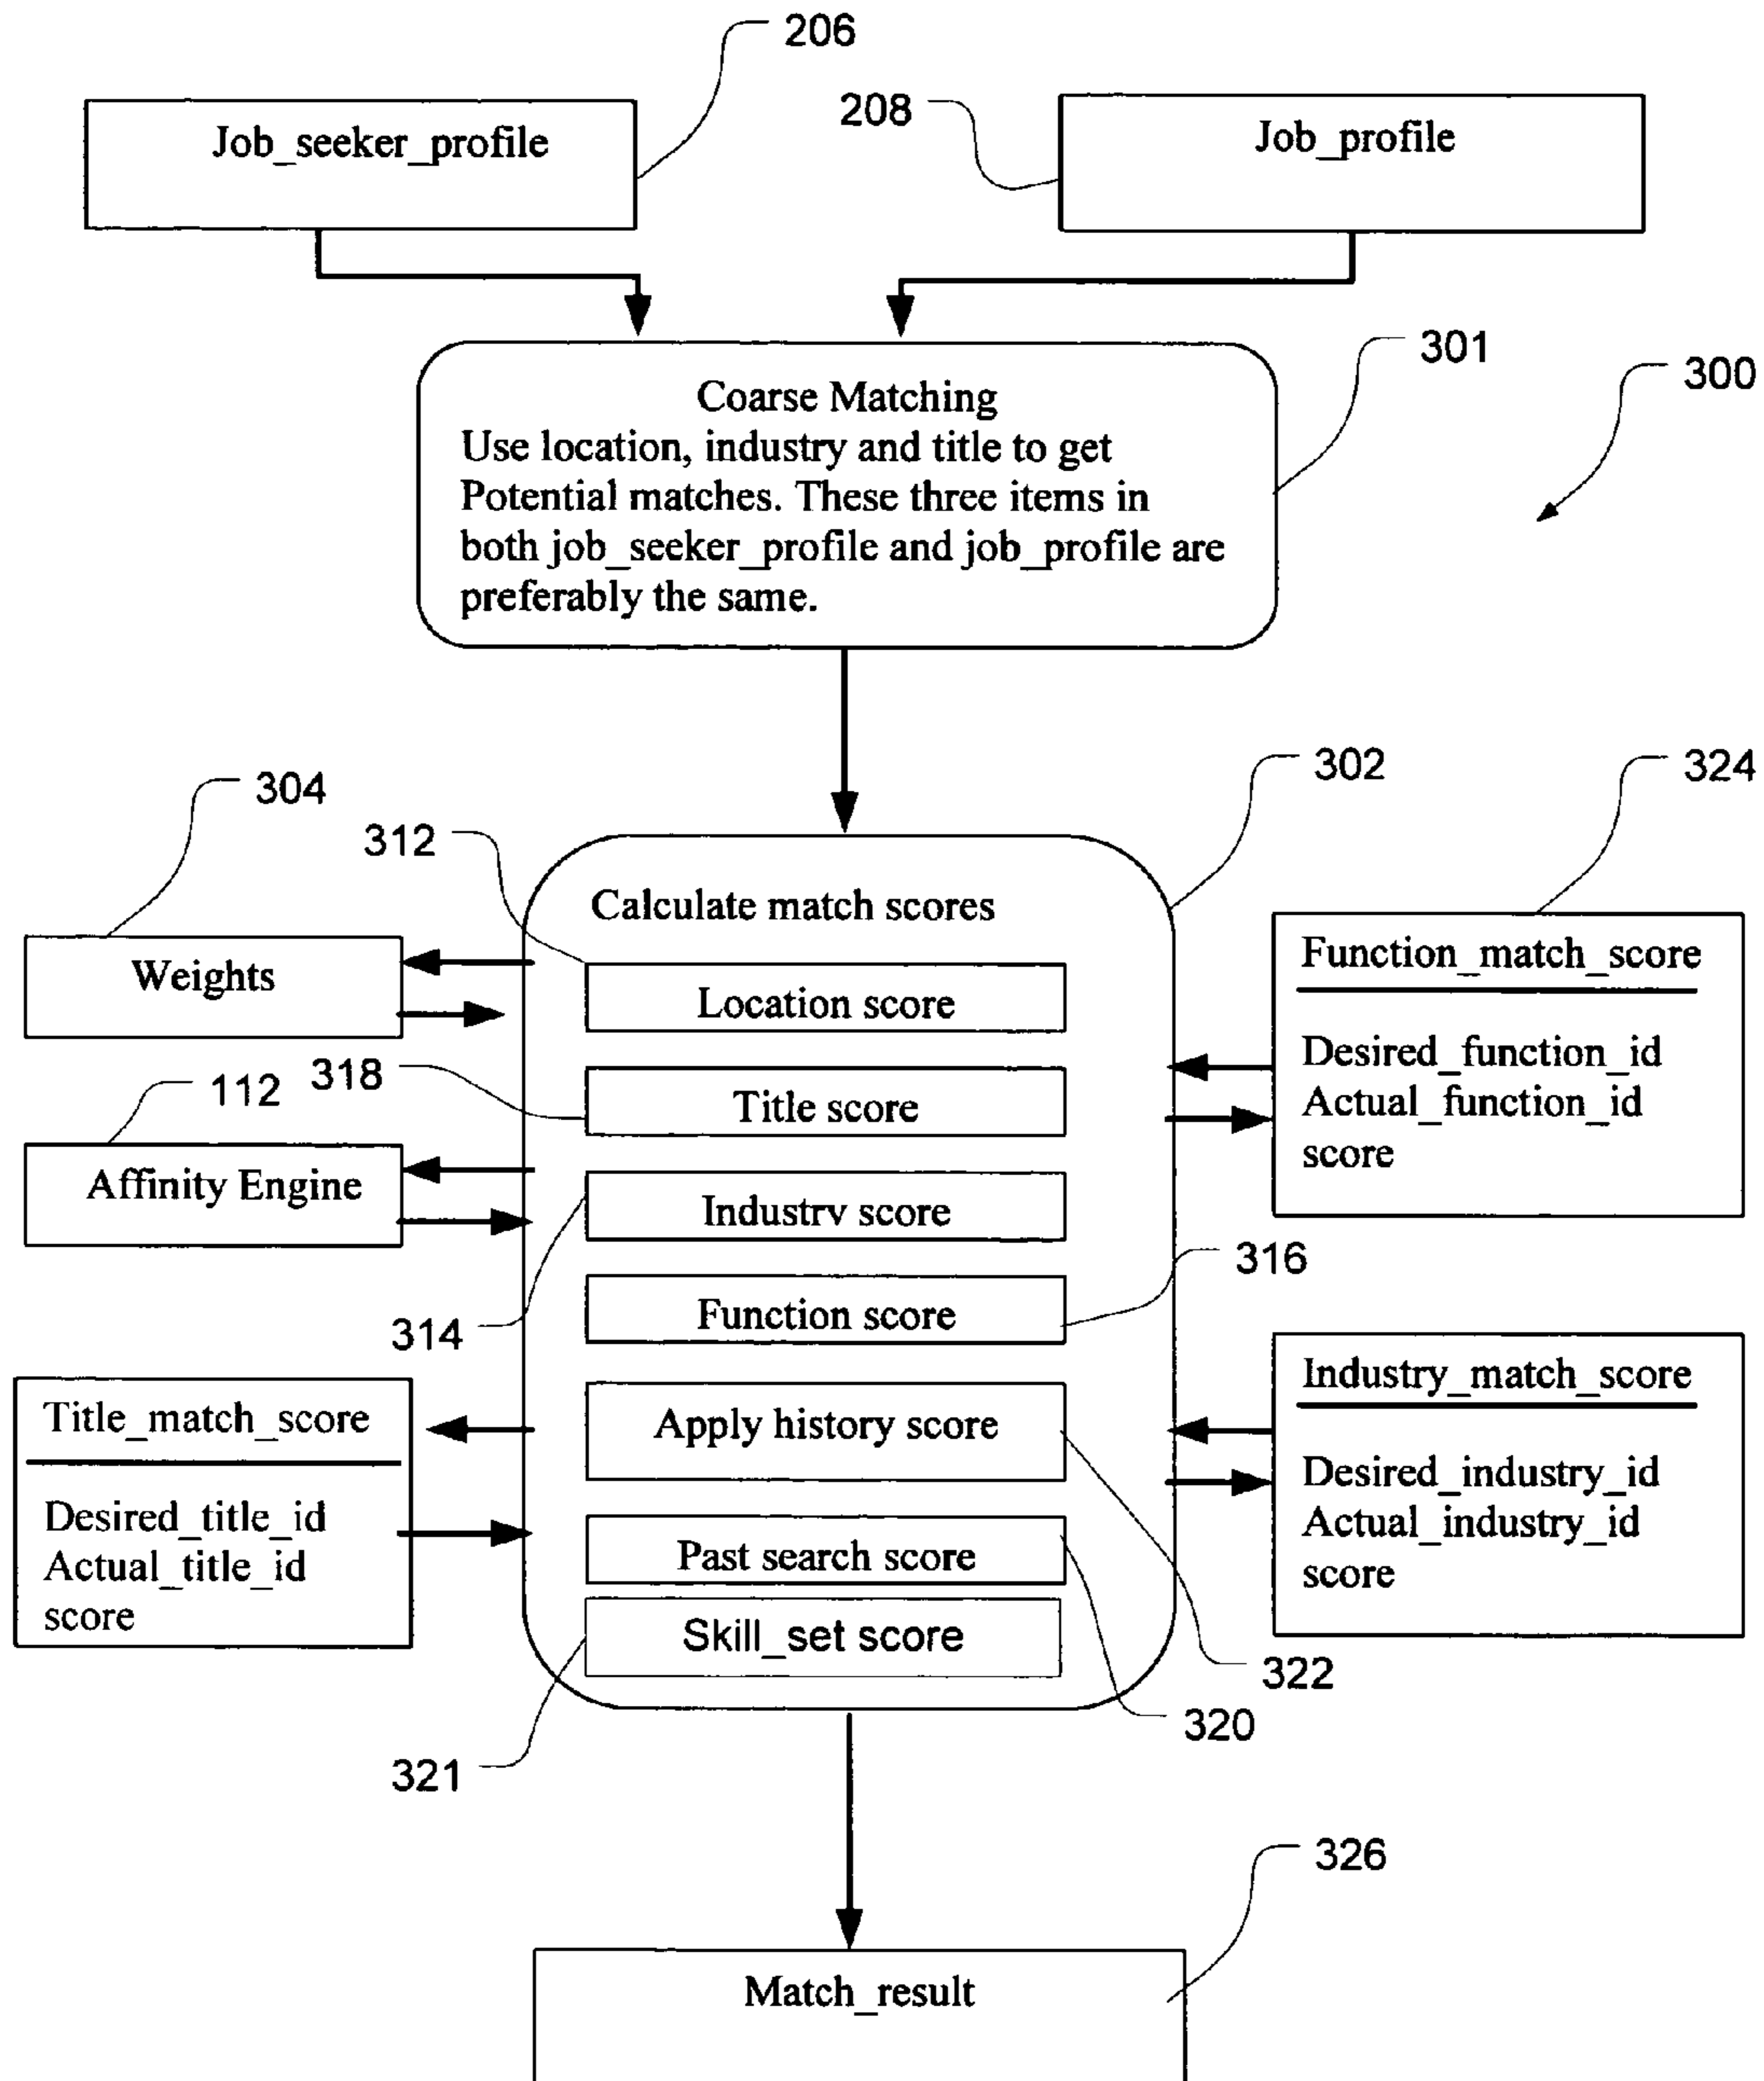 206
208
Job_seeker_profile
Job_profile
301
300
Coarse Matching
Use location, industry and title to get
Potential matches. These three items in
both job_seeker_profile and job_profile are
preferably the same.
304
312
302
324
Calculate match scores
Weights
Location score
Function_match_score
Desired_function_id
Actual_function_id
score
112
318
Title score
Affinity Engine
Industrv score
316
Function score
314
Industry_match_score
Desired_industry_id
Actual_industry_id
score
Title_match_score
Desired_title_id
Actual_title_id
score
Apply history score
Past search score
Skill_set score
322
320
321
326
Match_result